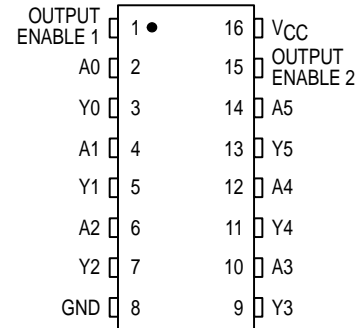 OUTPUT
ENABLE 1 1 16 VCC
A0 2 15 OUTPUT
ENABLE 2
Y0 3 14 A5
A1 4 13 Y5
Y1 5 12 A4
A2 6 11 Y4
Y2 7 10 A3
GND 8 9 Y3